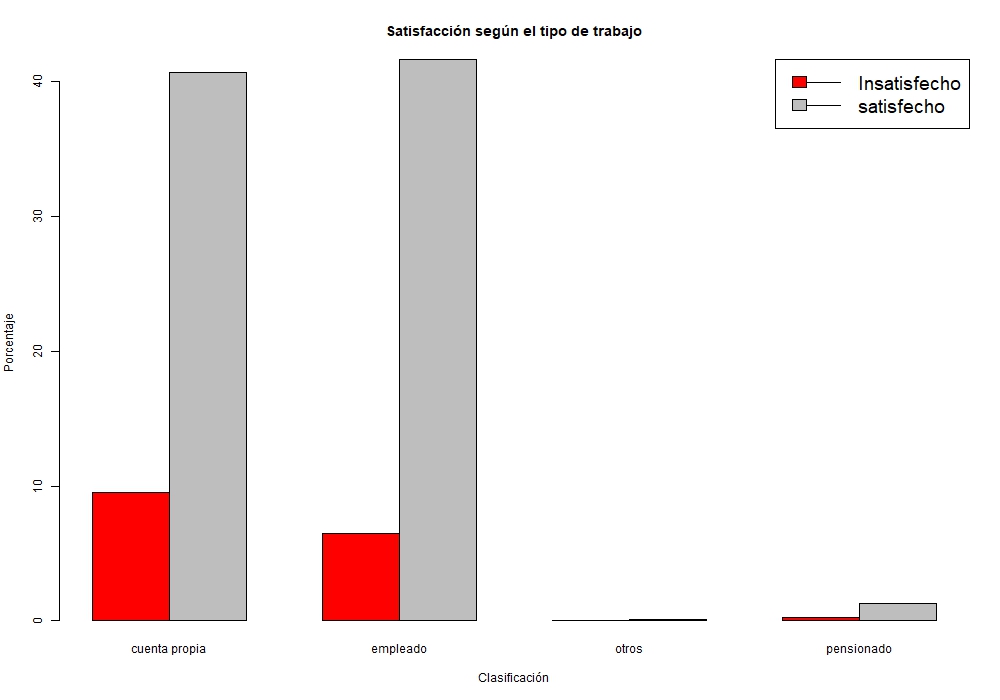 Satisfacción según el tipo de trabajo
Insatisfecho
satisfecho
40
30
20
10
0
Porcentaje
cuenta propia
empleado
otros
pensionado
Clasificación